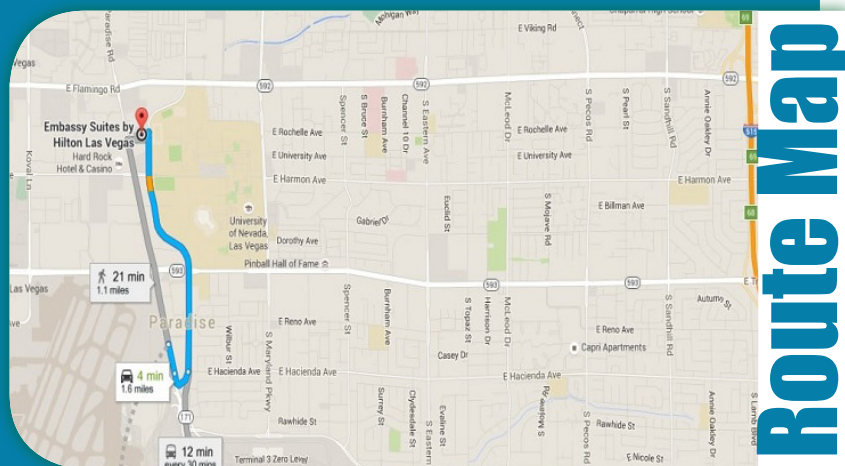 Route Map
Mohigan Way
E Viking Rd
69
Paradise Rd
Vegas
E Flamingo Rd
592
592
592
Embassy Suites by
Hilton Las Vegas
Hard Rock
Hotel & Casino
Koval Ln
Spencer St
S Bruce St
Burnham Ave
Channel 10 Dr
S Eastern Ave
McLeod Dr
S Pecos Rd
S Pearl St
S Sandhill Rd
Annie Oakley Dr
515
E Rochelle Ave
E Rochelle Ave
E University Ave
E University Ave
E Harmon Ave
E Harmon Ave
68
University
of Nevada,
Las Vegas
Gabriel Dr
Euclid St
S Mojave Rd
E Billman Ave
Dorothy Ave
Pinball Hall of Fame
593
593
593
21 min
1.1 miles
Las Vegas
Paradise
Spencer St
Burnham Ave
S Topaz St
Harrison Dr
McLeod Dr
S Sandhill Rd
Autumn St
Wilbur St
S Maryland Pkwy
E Reno Ave
E Reno Ave
Casey Dr
Capri Apartments
4 min
1.6 miles
E Hacienda Ave
E Hacienda Ave
E Hacienda Ave
171
Surrey St
Clydesdale St
Evaline St
S Eastern
S Pecos Rd
Annie Oakley Dr
S Lamb Blvd
Rawhide St
Rawhide St
12 min
every 30 mins
Terminal 3 Zero Level
E Nicole St